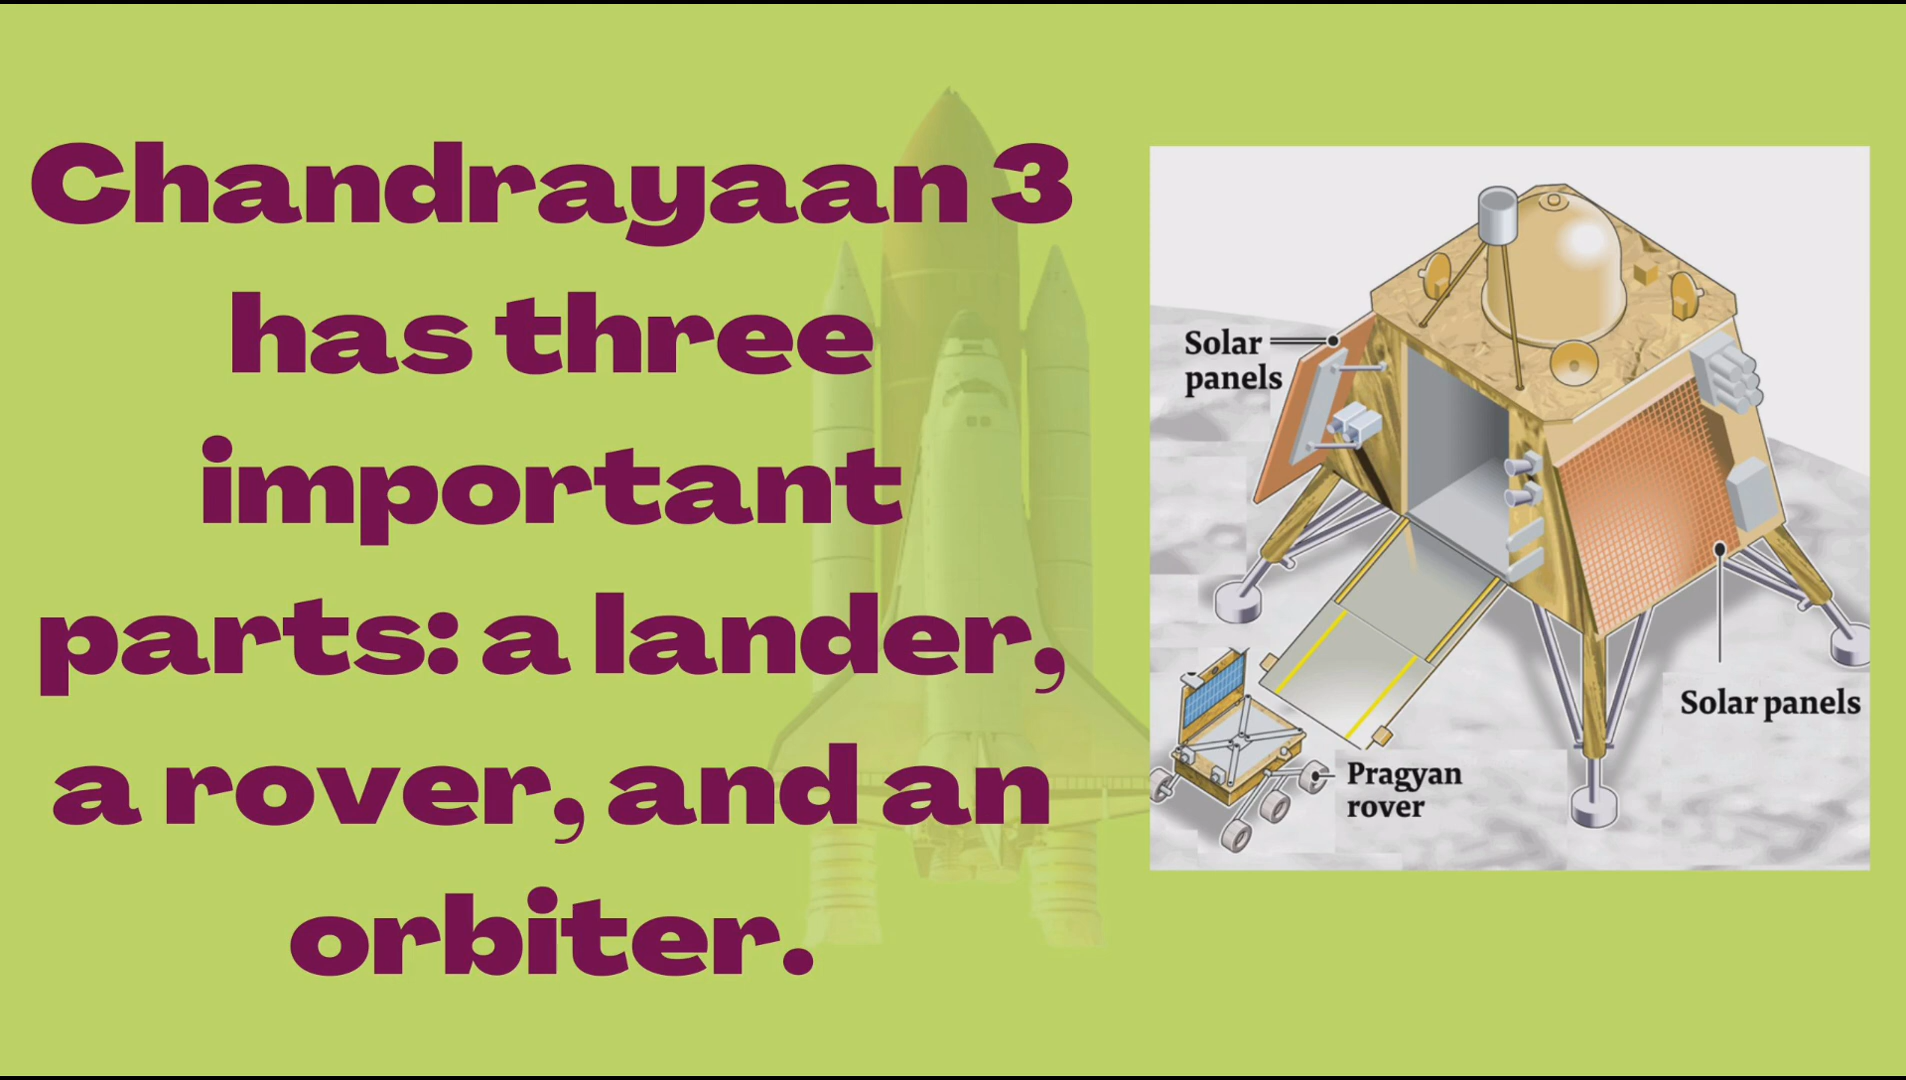 Chandrayaan 3
has three
important
parts: a lander,
a rover, and an
orbiter.
Solar
panels
Solar panels
Pragyan
rover